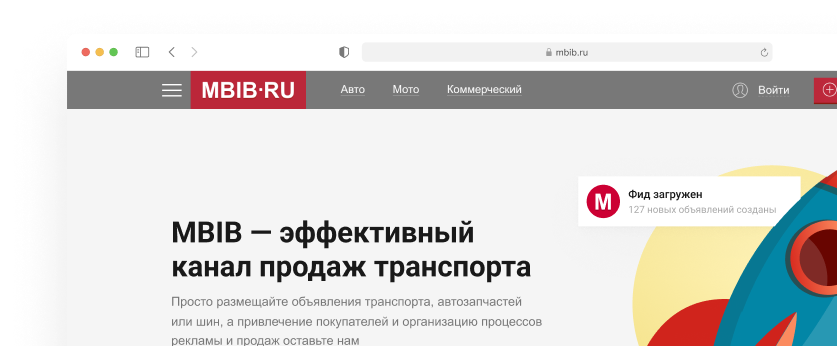 mbib.ru
MBIB·RU Авто Мото Коммерческий Войти
M Фид загружен
127 новых объявлений созданы
MBIB — эффективный
канал продаж транспорта
Просто размещайте объявления транспорта, автозапчастей
или шин, а привлечение покупателей и организацию процессов
рекламы и продаж оставьте нам